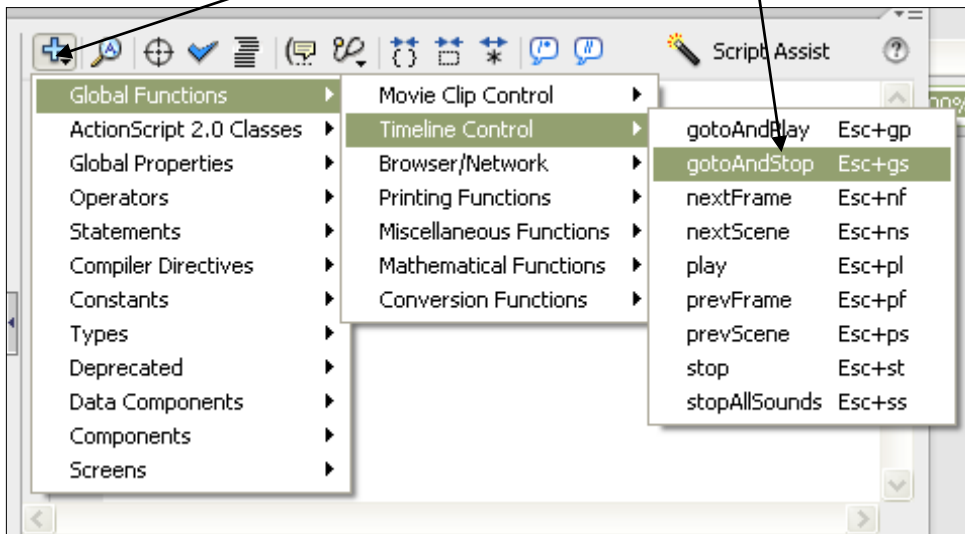 Script Assist
?
Global Functions
ActionScript 2.0 Classes
Global Properties
Operators
Statements
Compiler Directives
Constants
Types
Deprecated
Data Components
Components
Screens
Movie Clip Control
Timeline Control
Browser/Network
Printing Functions
Miscellaneous Functions
Mathematical Functions
Conversion Functions
gotoAndPlay Esc+gp
gotoAndStop Esc+gs
nextFrame Esc+nf
nextScene Esc+ns
play Esc+pl
prevFrame Esc+pf
prevScene Esc+ps
stop Esc+st
stopAllSounds Esc+ss